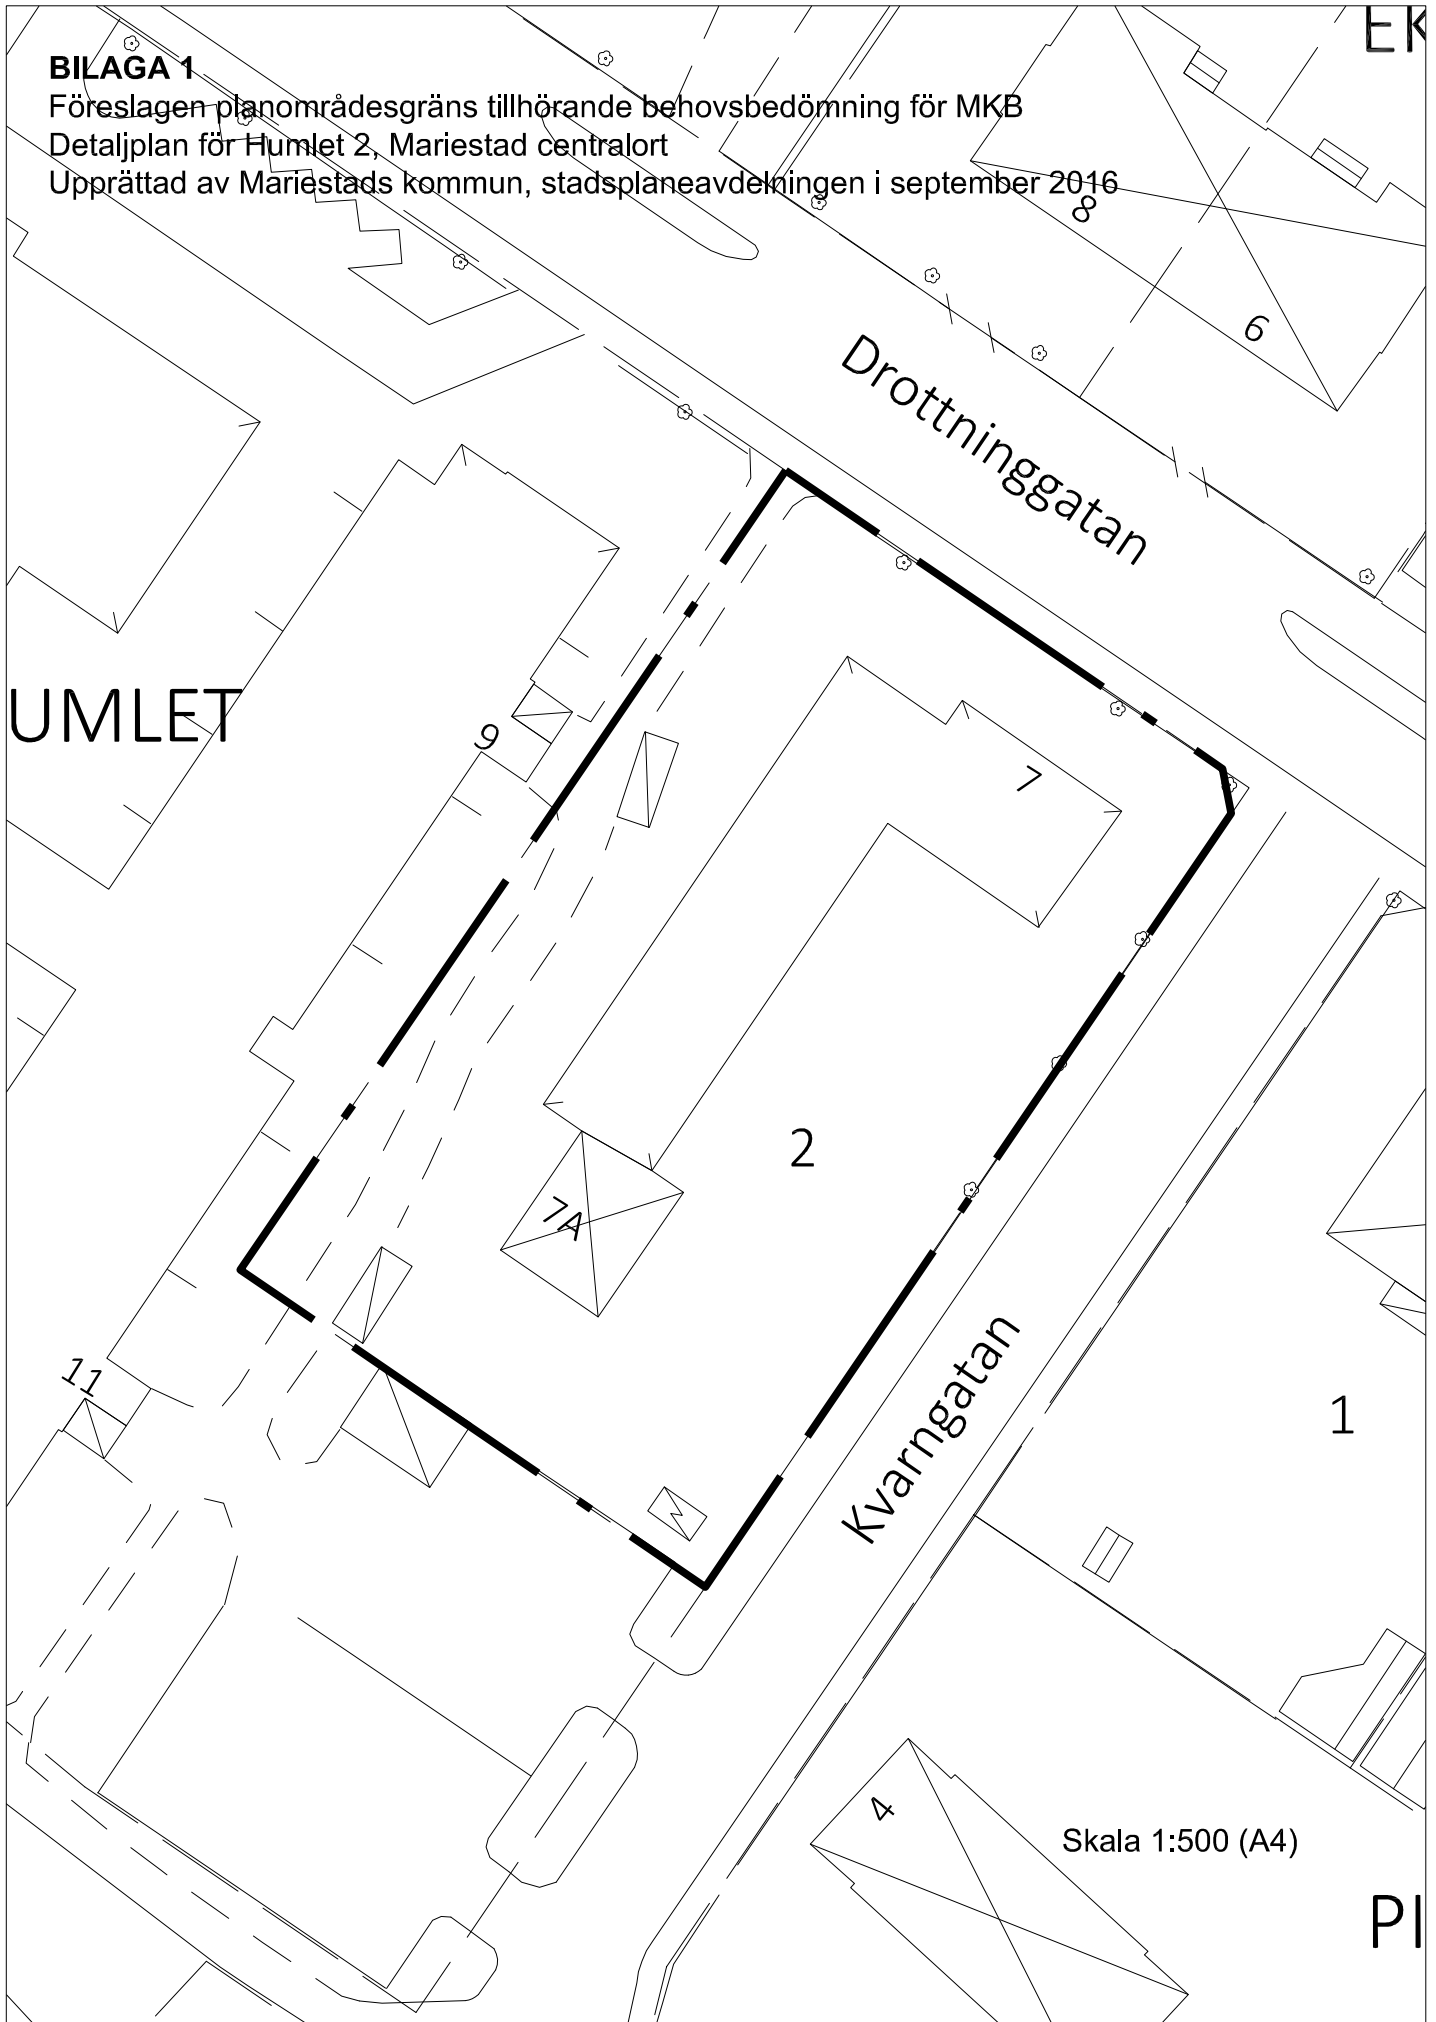 BILAGA 1
Föreslagen planområdesgräns tillhörande behovsbedömning för MKB
Detaljplan för Humlet 2, Mariestad centralort
Upprättad av Mariestads kommun, stadsplaneavdelningen i september 2016
EK
8
6
Drottninggatan
UMLET
9
7
2
7A
11
Kvarngatan
1
4
Skala 1:500 (A4)
PI